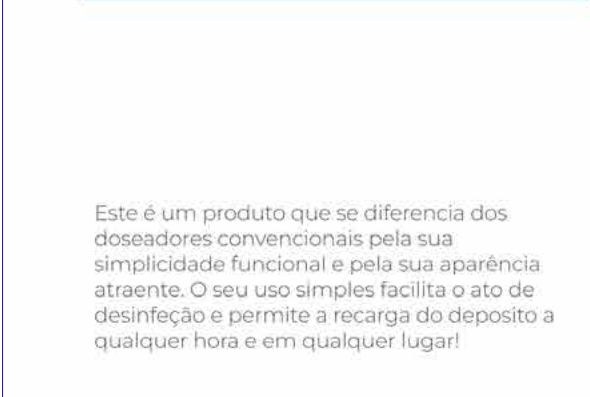 Este é um produto que se diferencia dos
doseadores convencionais pela sua
simplicidade funcional e pela sua aparência
atraente. O seu uso simples facilita o ato de
desinfeção e permite a recarga do deposito a
qualquer hora e em qualquer lugar!